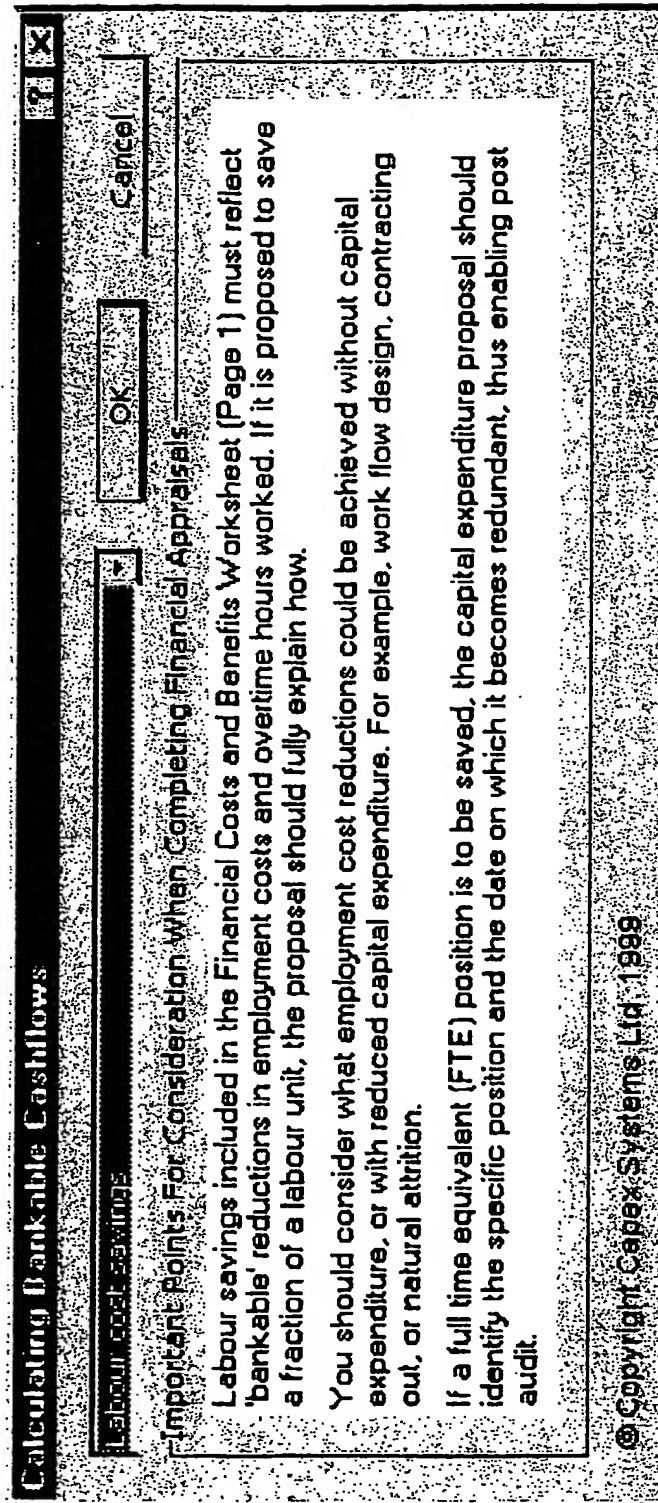 Calculating Bankable Cashflows
Labour cost savings
OK
Cancel
Important Points For Consideration When Completing Financial Appraisals
Labour savings included in the Financial Costs and Benefits Worksheet (Page 1) must reflect
'bankable' reductions in employment costs and overtime hours worked. If it is proposed to save
a fraction of a labour unit, the proposal should fully explain how.
You should consider what employment cost reductions could be achieved without capital
expenditure, or with reduced capital expenditure. For example, work flow design, contracting
out, or natural attrition.
If a full time equivalent (FTE) position is to be saved, the capital expenditure proposal should
identify the specific position and the date on which it becomes redundant, thus enabling post
audit.
© Copyright Capex Systems Ltd, 1999